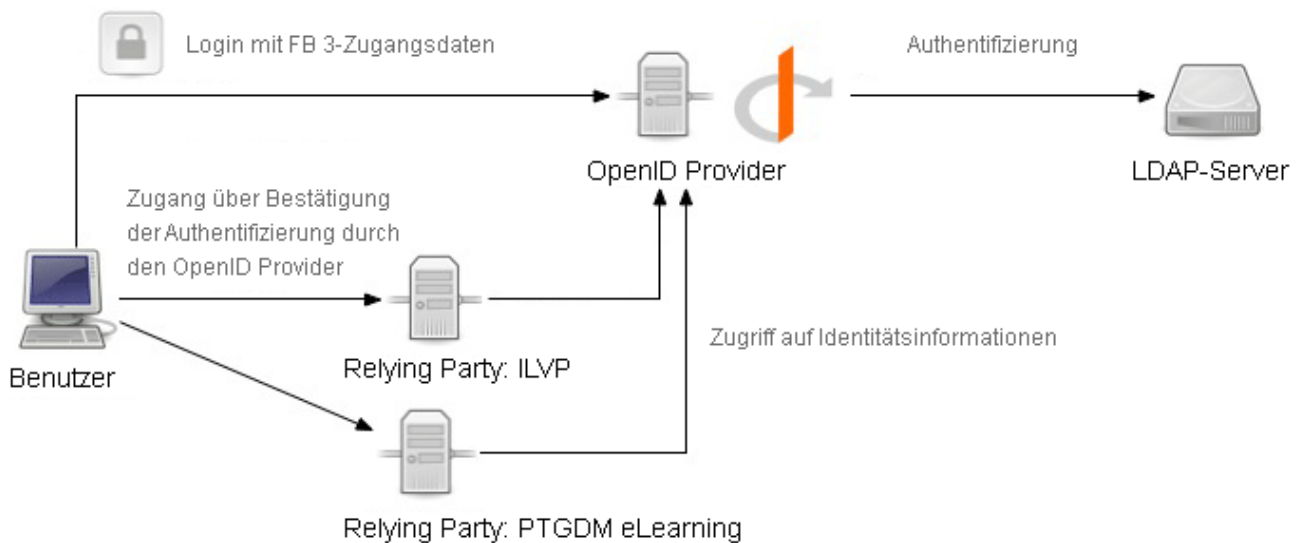 Login mit FB 3-Zugangsdaten
Authentifizierung
OpenID Provider
LDAP-Server
Zugang über Bestätigung
der Authentifizierung durch
den OpenID Provider
Zugriff auf Identitätsinformationen
Relying Party: ILVP
Benutzer
Relying Party: PTGDM eLearning